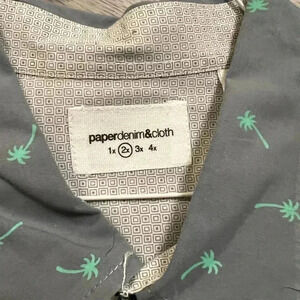 paperdenim&cloth
1x 2x 3x 4x